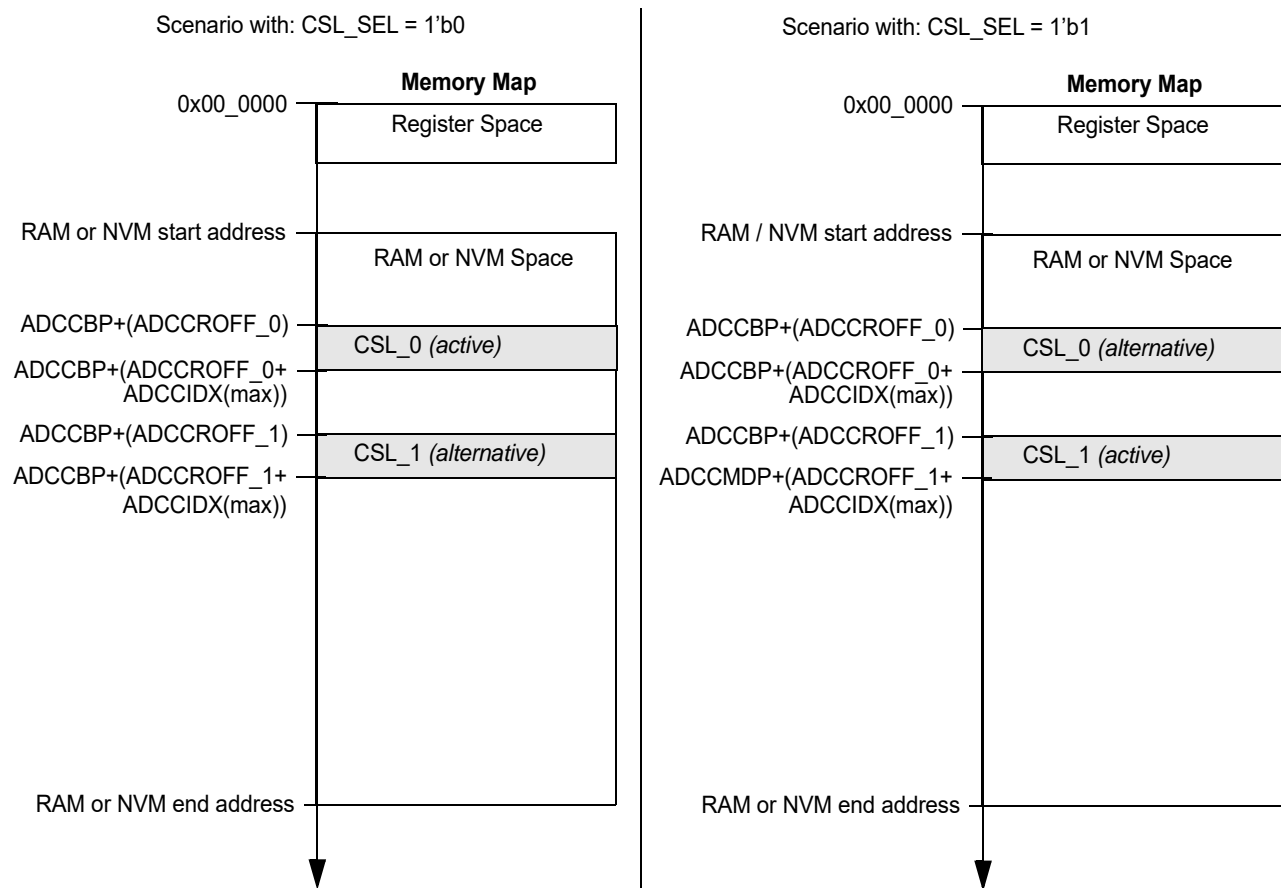 Scenario with: CSL_SEL = 1’b0
Memory Map
0x00_0000
Register Space
RAM or NVM start address
RAM or NVM Space
ADCCBP+(ADCCROFF_0)
CSL_0 (active)
ADCCBP+(ADCCROFF_0+
ADCCIDX(max))
ADCCBP+(ADCCROFF_1)
CSL_1 (alternative)
ADCCBP+(ADCCROFF_1+
ADCCIDX(max))
RAM or NVM end address
Scenario with: CSL_SEL = 1’b1
Memory Map
0x00_0000
Register Space
RAM / NVM start address
RAM or NVM Space
ADCCBP+(ADCCROFF_0)
CSL_0 (alternative)
ADCCBP+(ADCCROFF_0+
ADCCIDX(max))
ADCCBP+(ADCCROFF_1)
CSL_1 (active)
ADCCMDP+(ADCCROFF_1+
ADCCIDX(max))
RAM or NVM end address